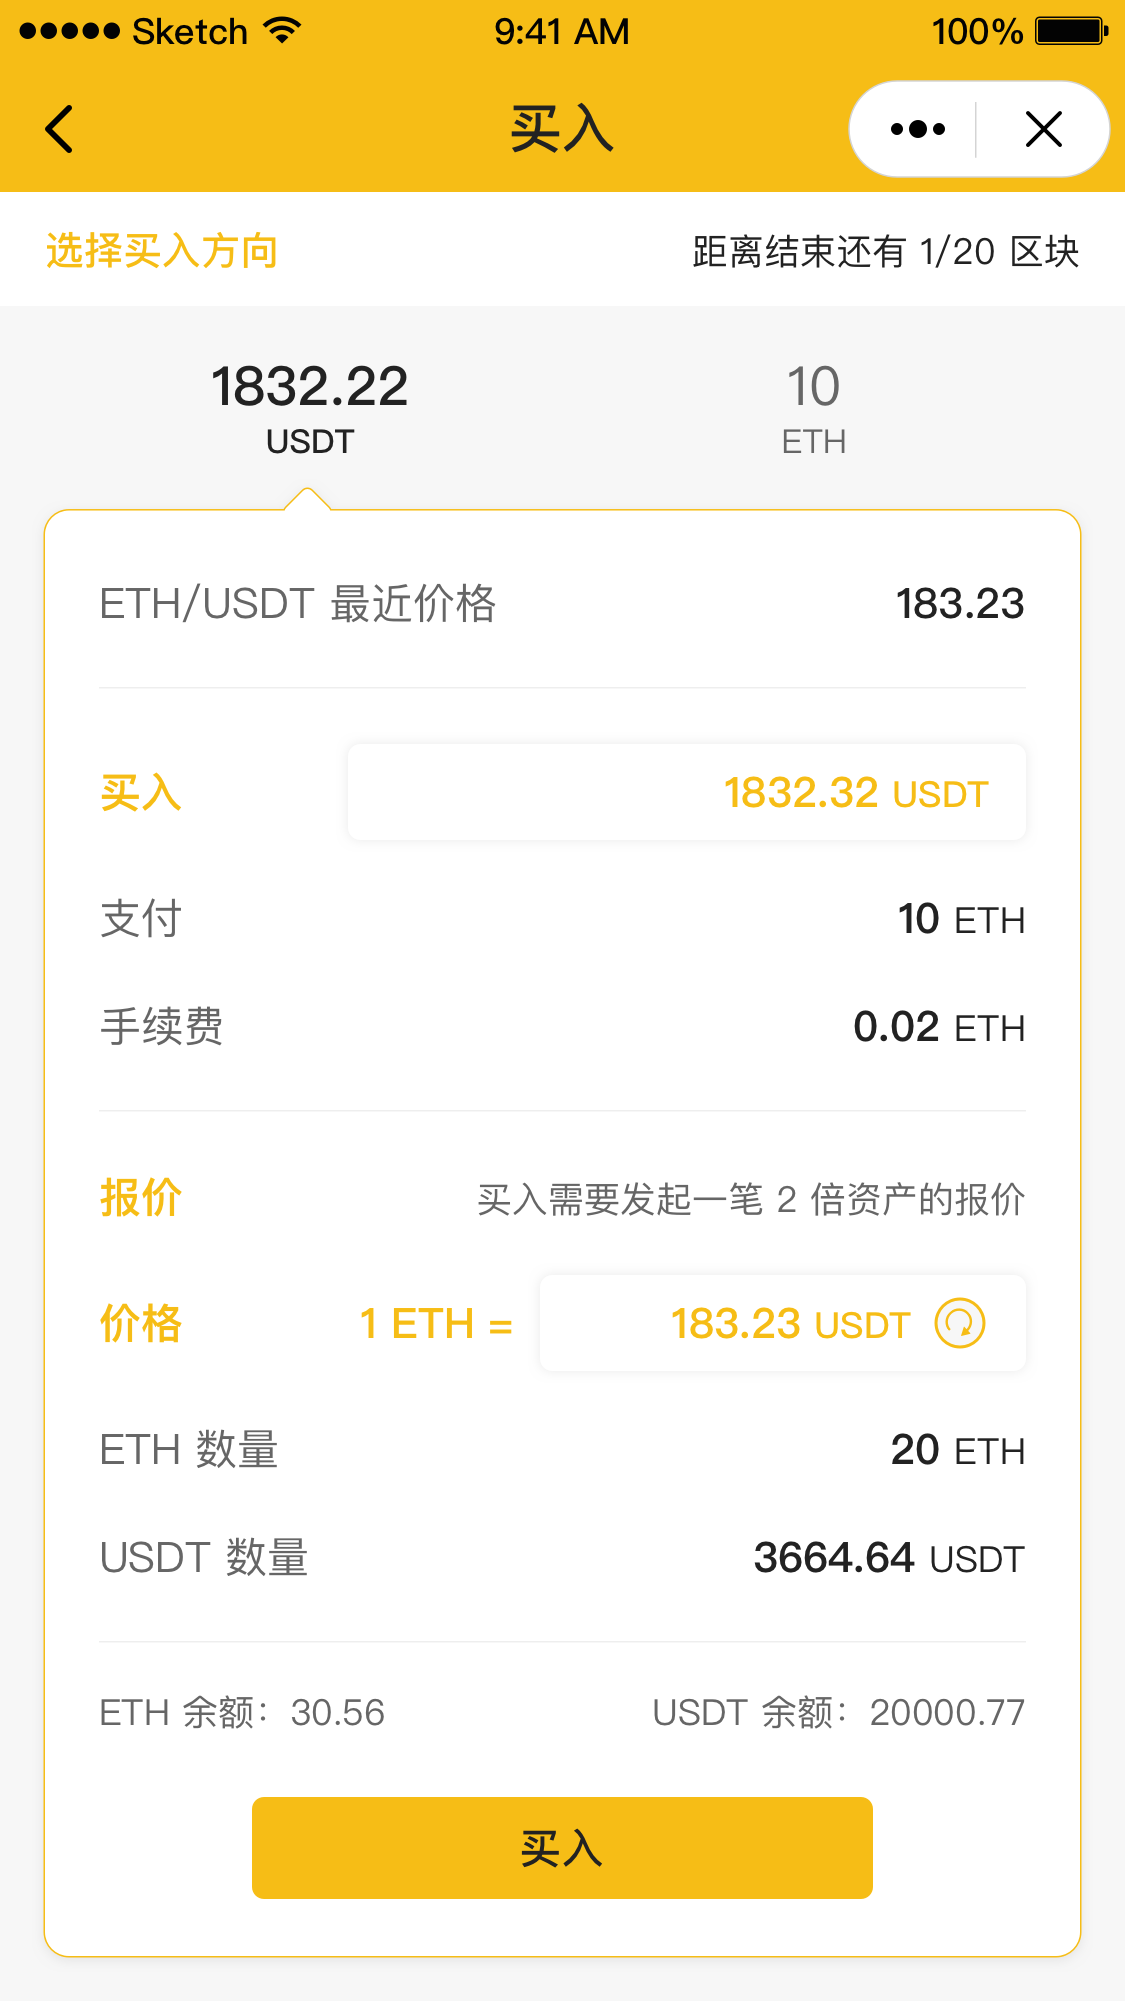 Sketch 9:41 AM 100%
买入
选择买入方向 距离结束还有 1/20 区块
1832.22 10
USDT ETH
ETH/USDT 最近价格 183.23
买入 1832.32 USDT
支付 10 ETH
手续费 0.02 ETH
报价 买入需要发起一笔 2 倍资产的报价
价格 1 ETH = 183.23 USDT
ETH 数量 20 ETH
USDT 数量 3664.64 USDT
ETH 余额：30.56 USDT 余额：20000.77
买入